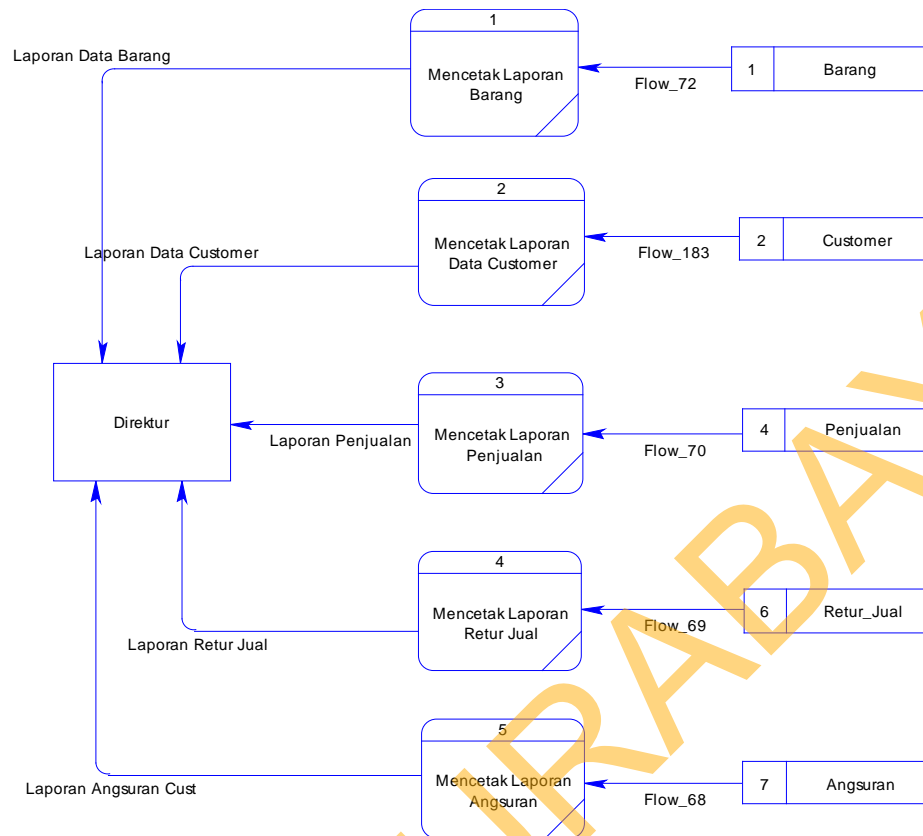 1
Laporan Data Barang
Mencetak Laporan
Barang
1
Barang
Flow_72
2
Laporan Data Customer
Mencetak Laporan
Data Customer
2
Customer
Flow_183
3
Direktur
Laporan Penjualan
Mencetak Laporan
Penjualan
4
Penjualan
Flow_70
4
Laporan Retur Jual
Mencetak Laporan
Retur Jual
6
Retur_Jual
Flow_69
5
Laporan Angsuran Cust
Mencetak Laporan
Angsuran
7
Angsuran
Flow_68
URABAY